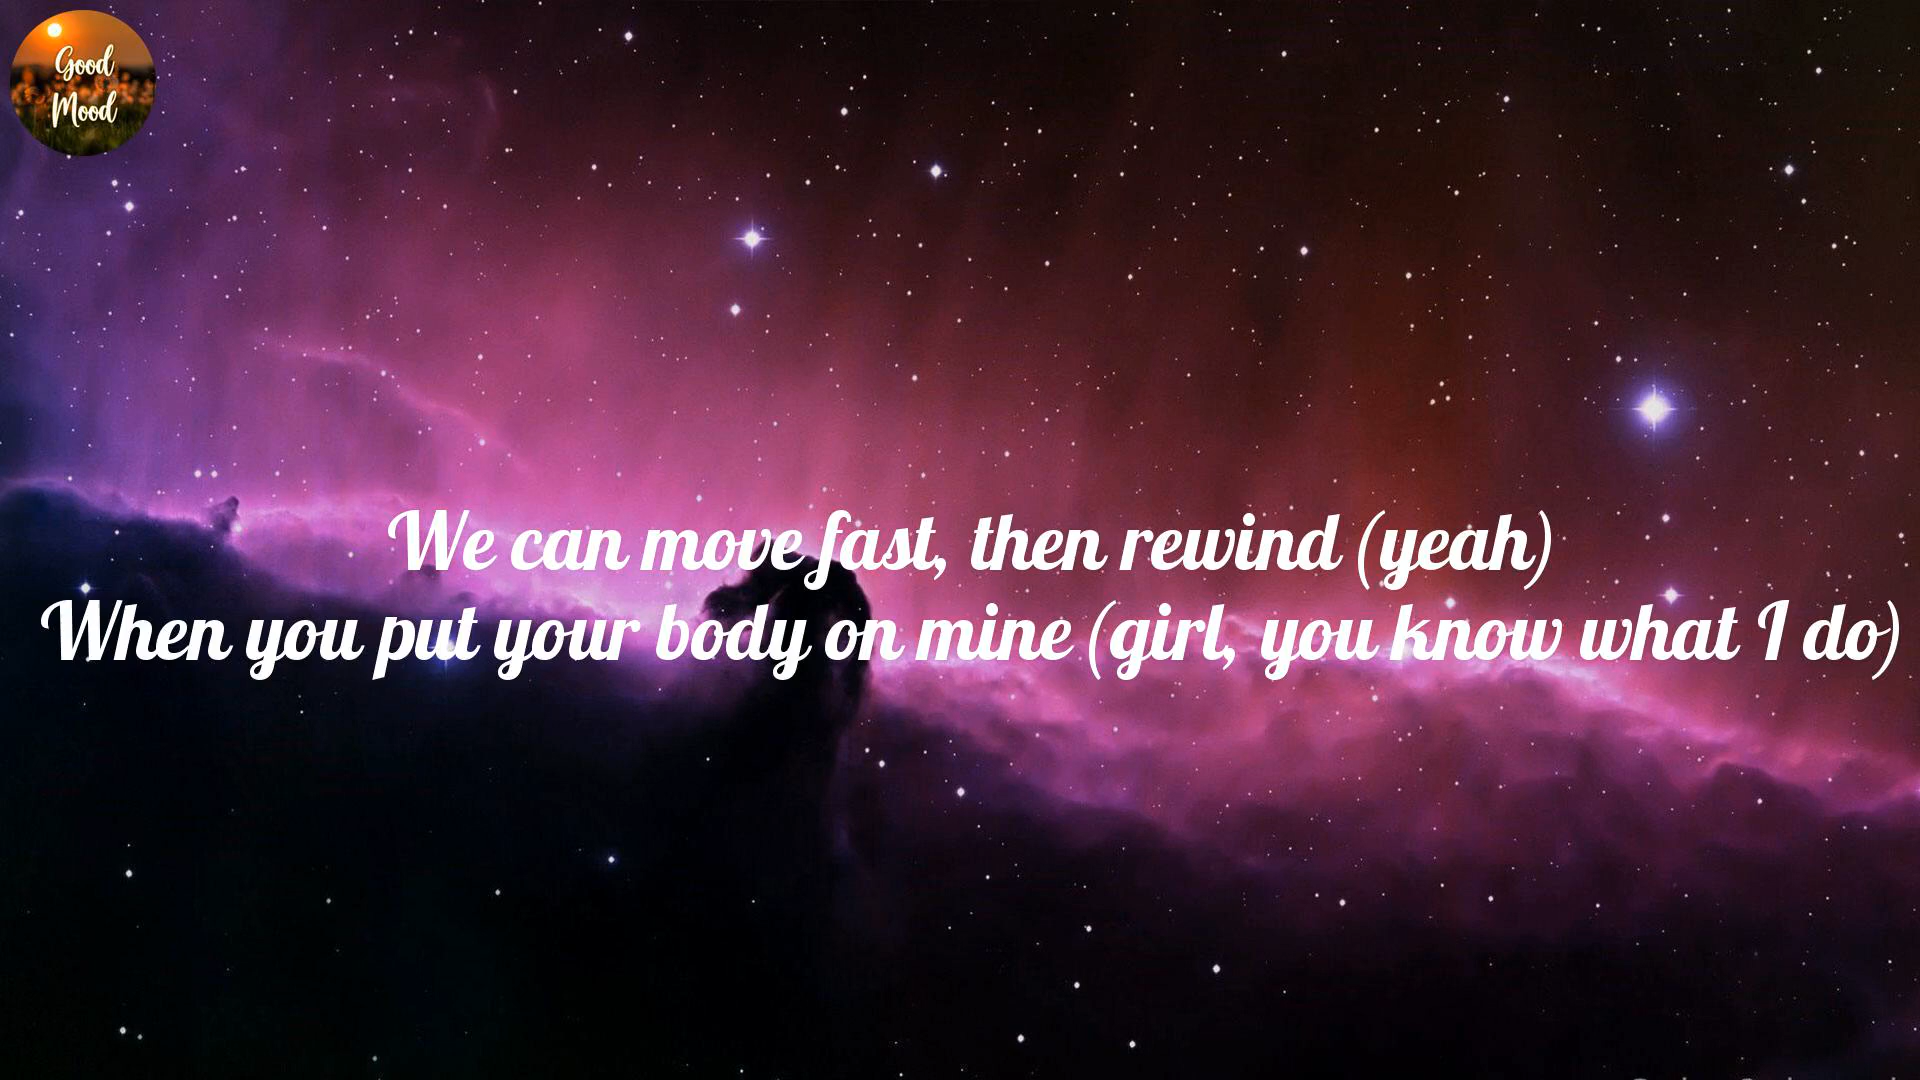 Good
Mood
We can move fast, then rewind (yeah)
When you put your body on mine (girl, you know what I do)